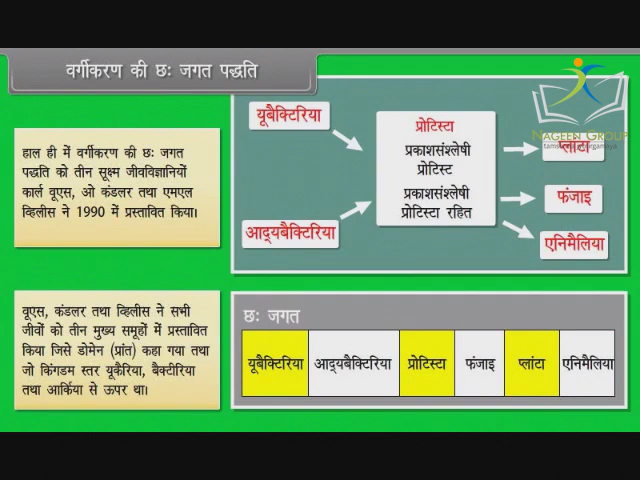 वर्गीकरण की छः जगत पद्धति
NAGEEN GROUP
हाल ही में वर्गीकरण की छः जगत
पद्धति को तीन सूक्ष्म जीवविज्ञानियों
कार्ल वूएस, ओ कंडलर तथा एमएल
व्हिलीस ने 1990 में प्रस्तावित किया।
यूबैक्टिरिया
आद्यबैक्टिरिया
प्रोटिस्टा
प्रकाशसंश्लेषी
प्रोटिस्ट
प्रकाशसंश्लेषी
प्रोटिस्टा रहित
प्लांटा
फंजाइ
एनिमैलिया
वूएस, कंडलर तथा व्हिलीस ने सभी
जीवों को तीन मुख्य समूहों में प्रस्तावित
किया जिसे डोमेन (प्रांत) कहा गया तथा
जो किंगडम स्तर यूकैरिया, बैक्टीरिया
तथा आर्किया से ऊपर था।
छः जगत
यूबैक्टिरिया आद्यबैक्टिरिया प्रोटिस्टा फंजाइ प्लांटा एनिमैलिया